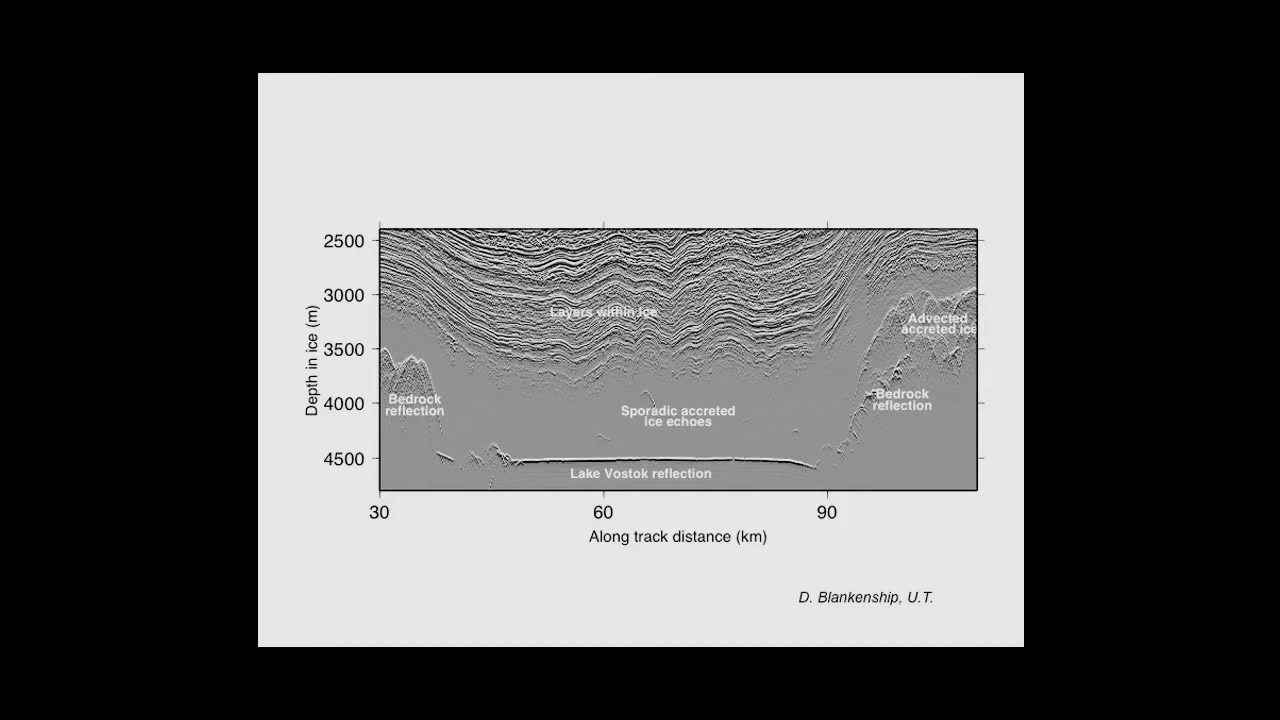 2500
3000
3500
4000
4500
Depth in ice (m)
Layers within ice
Advected
accreted ice
Bedrock
reflection
Bedrock
reflection
Sporadic accreted
ice echoes
Lake Vostok reflection
30 60 90
Along track distance (km)
D. Blankenship, U.T.